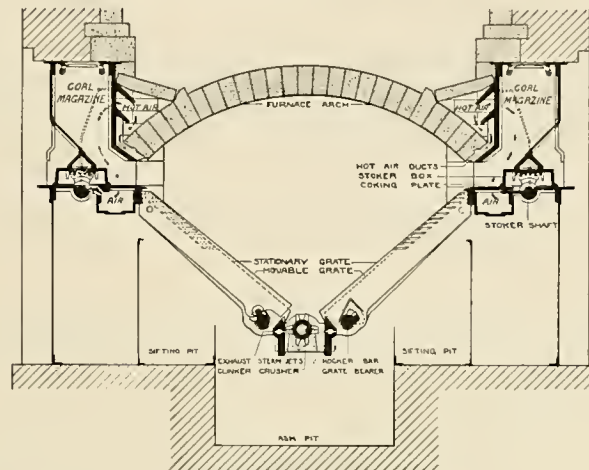 COAL
MAGAZINE
HOT AIR
FURNACE ARCH
HOT AIR
COAL
MAGAZINE
HOT AIR DUCTS
STOKER BOX
COKING PLATE
AIR
AIR
STOKER SHAFT
STATIONARY GRATE
MOVABLE GRATE
SIFTING PIT
EXHAUST STEAM JETS
CLINKER CRUSHER
ROCKER BAR
GRATE BEARER
SIFTING PIT
ASH PIT